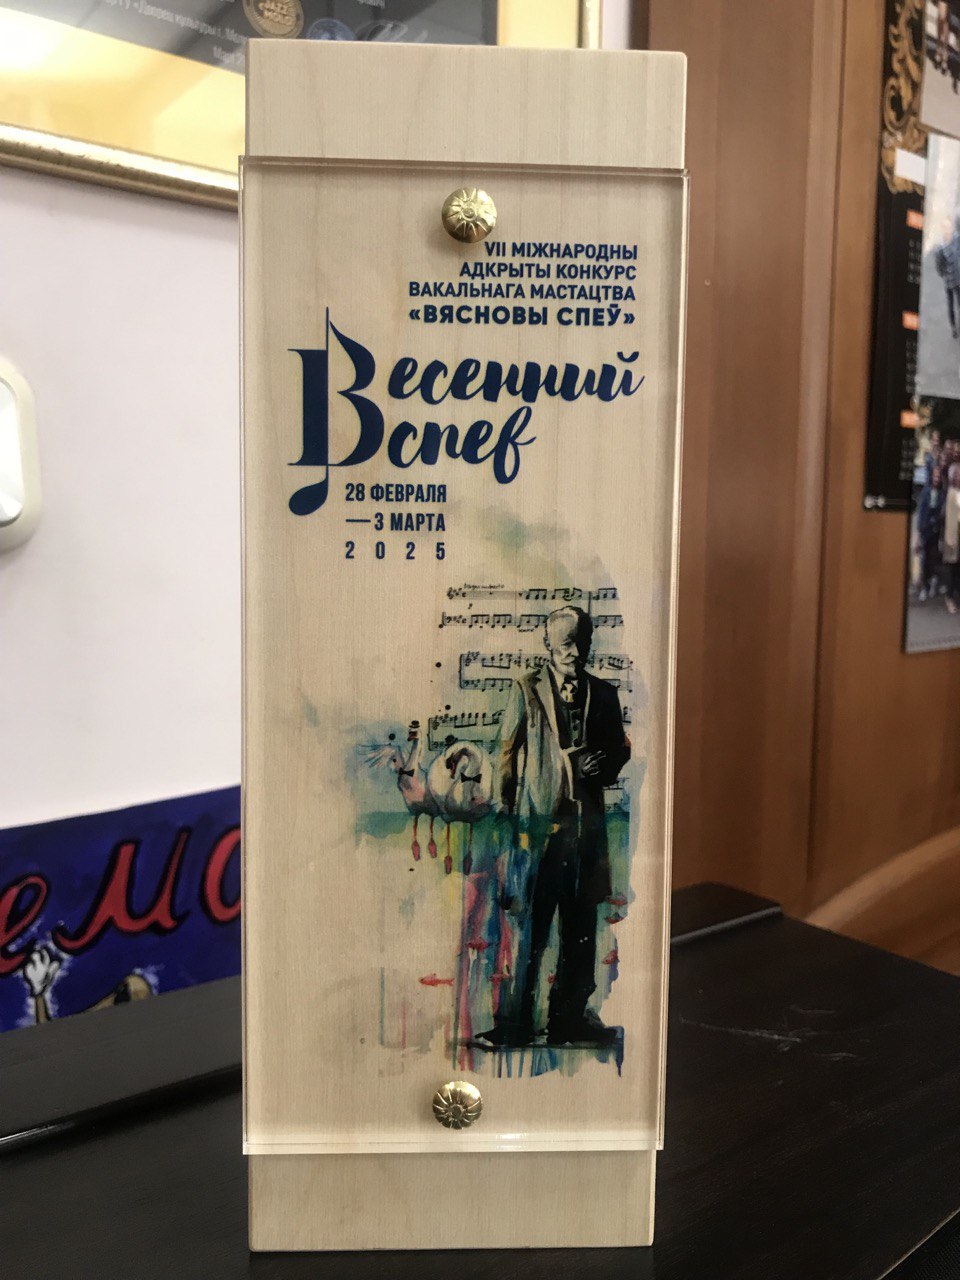 VII МІЖНАРОДНЫ
АДКРЫТЫ КОНКУРС
ВАКАЛЬНАГА МАСТАЦТВА
«ВЯСНОВЫ СПЕЎ»
Весенний
спев
28 ФЕВРАЛЯ
—3 МАРТА
2025